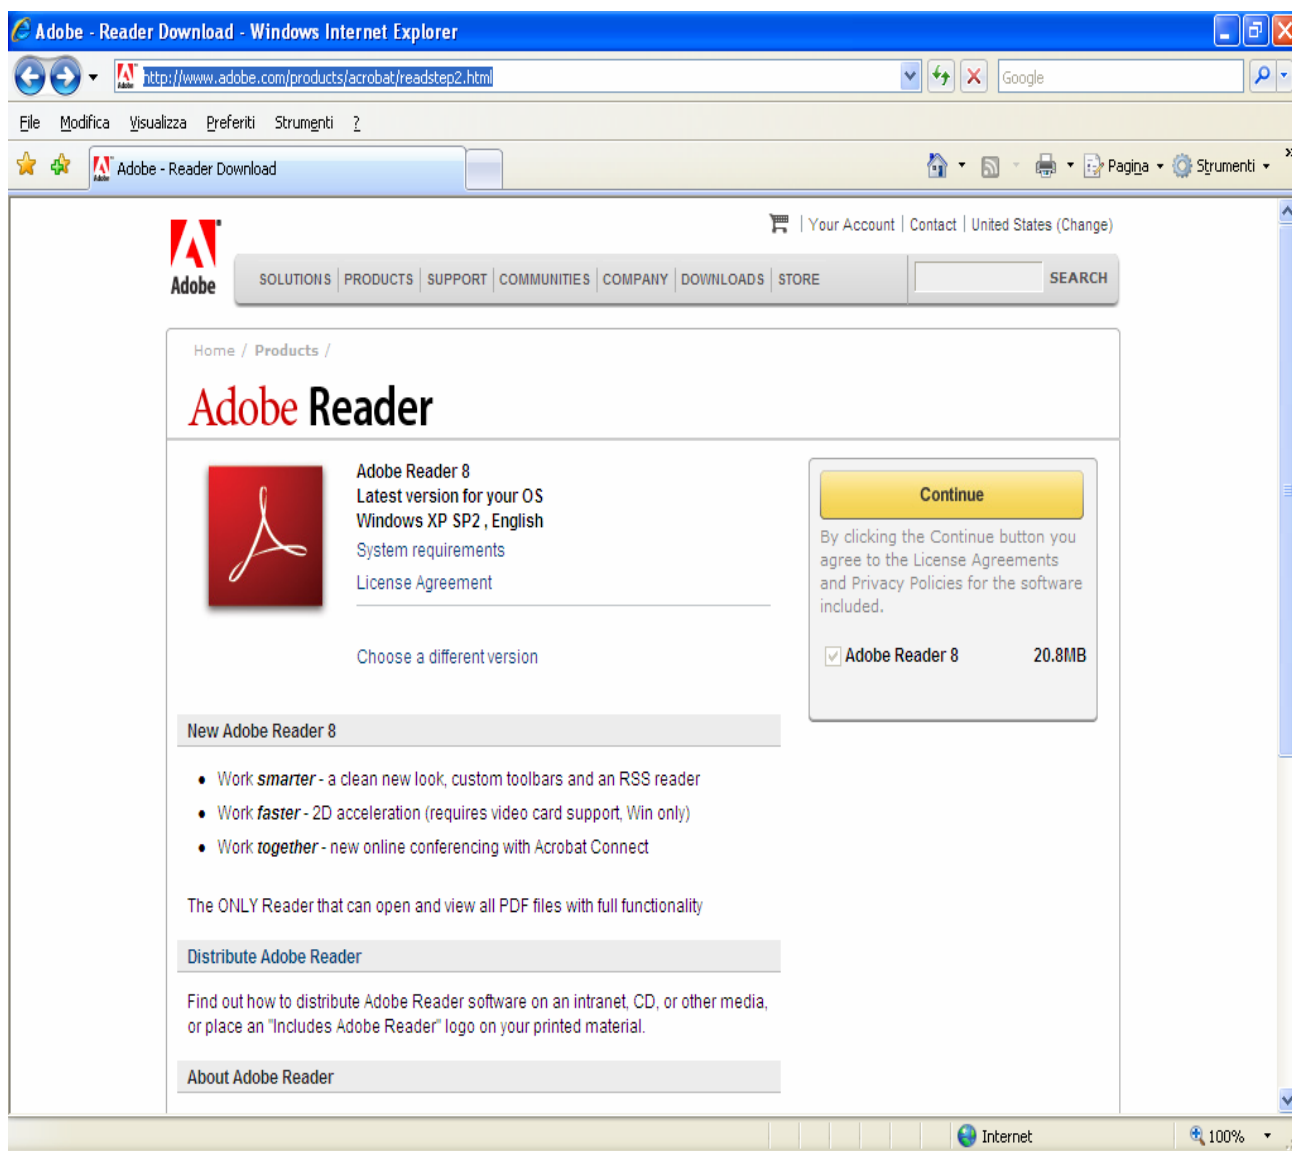 Adobe - Reader Download - Windows Internet Explorer
http://www.adobe.com/products/acrobat/readstep2.html
Google
File Modifica Visualizza Preferiti Strumenti ?
Adobe - Reader Download
Pagina Strumenti »
Your Account | Contact | United States (Change)
Adobe
SOLUTIONS | PRODUCTS | SUPPORT | COMMUNITIES | COMPANY | DOWNLOADS | STORE
SEARCH
Home / Products /
Adobe Reader
Adobe Reader 8
Latest version for your OS
Windows XP SP2 , English
System requirements
License Agreement
Choose a different version
Continue
By clicking the Continue button you
agree to the License Agreements
and Privacy Policies for the software
included.
Adobe Reader 8 20.8MB
New Adobe Reader 8
• Work smarter - a clean new look, custom toolbars and an RSS reader
• Work faster - 2D acceleration (requires video card support, Win only)
• Work together - new online conferencing with Acrobat Connect
The ONLY Reader that can open and view all PDF files with full functionality
Distribute Adobe Reader
Find out how to distribute Adobe Reader software on an intranet, CD, or other media,
or place an "Includes Adobe Reader" logo on your printed material.
About Adobe Reader
Internet
100%